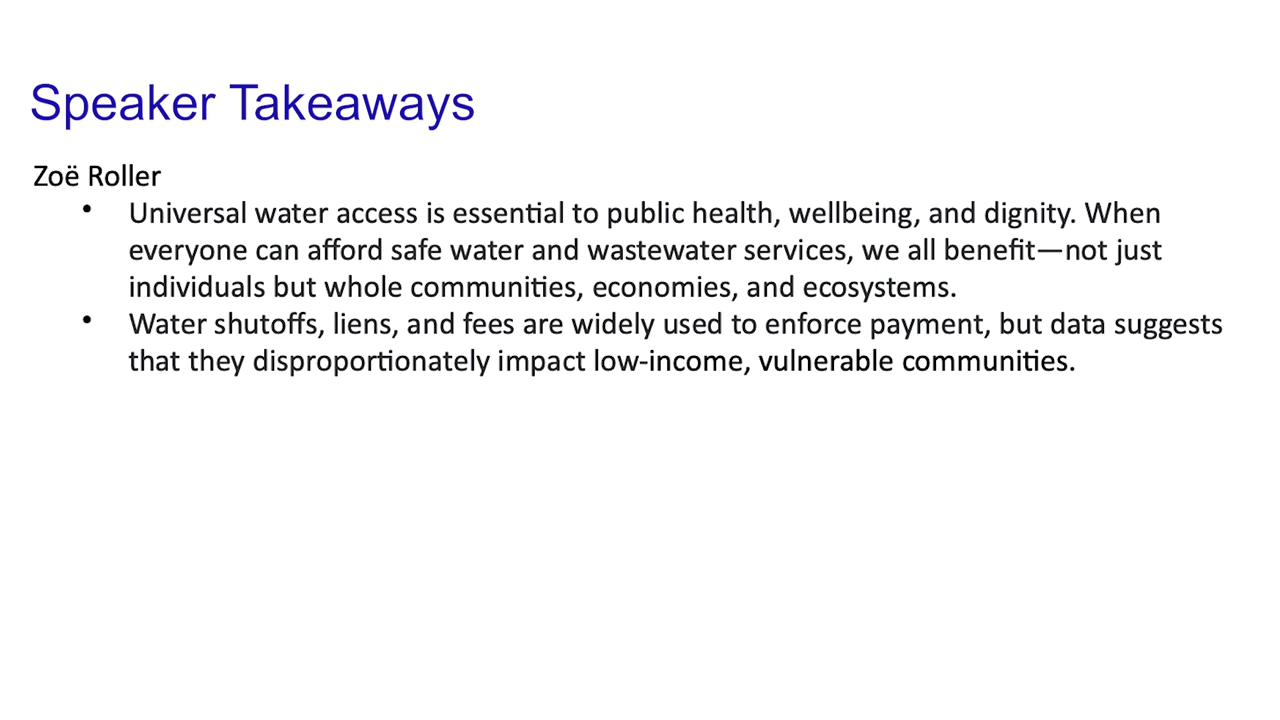 Speaker Takeaways
Zoë Roller
• Universal water access is essential to public health, wellbeing, and dignity. When
everyone can afford safe water and wastewater services, we all benefit—not just
individuals but whole communities, economies, and ecosystems.
• Water shutoffs, liens, and fees are widely used to enforce payment, but data suggests
that they disproportionately impact low-income, vulnerable communities.